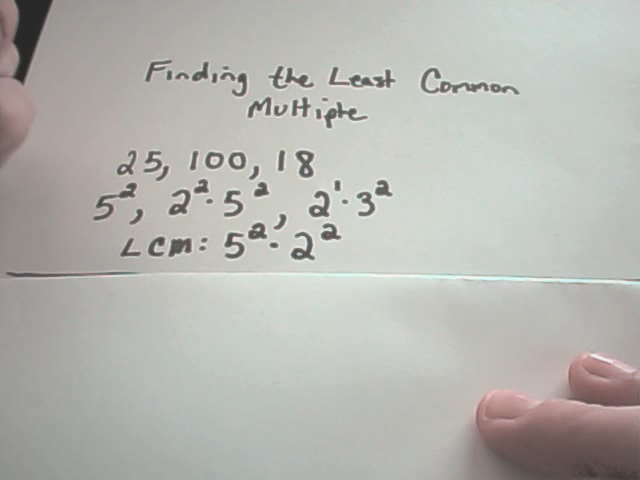 Finding the Least Common
Multiple
25, 100, 18
5², 2²·5², 2¹·3²
LCM: 5²·2²